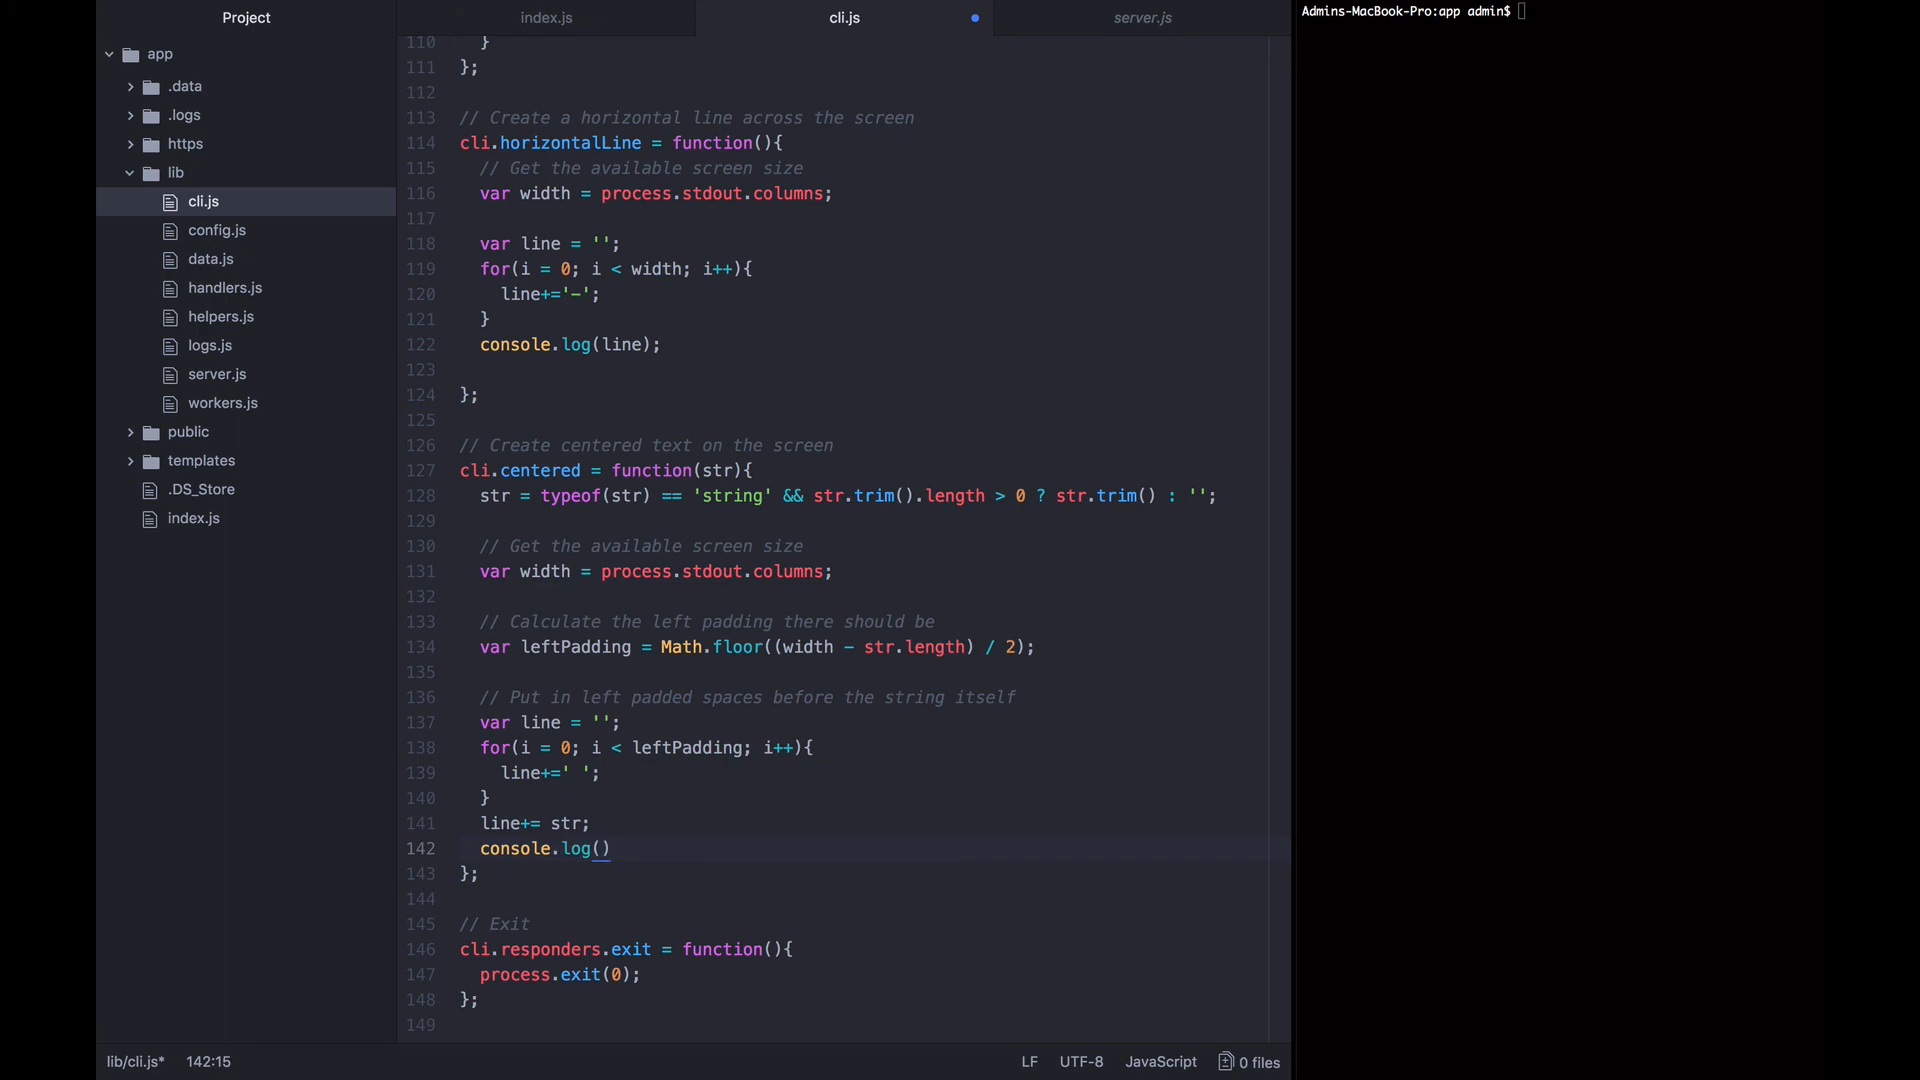 Project
app
.data
.logs
https
lib
cli.js
config.js
data.js
handlers.js
helpers.js
logs.js
server.js
workers.js
public
templates
.DS_Store
index.js
index.js
cli.js
server.js
110 }
111 };
112
113 // Create a horizontal line across the screen
114 cli.horizontalLine = function(){
115 // Get the available screen size
116 var width = process.stdout.columns;
117
118 var line = '';
119 for(i = 0; i < width; i++){
120 line+='-';
121 }
122 console.log(line);
123
124 };
125
126 // Create centered text on the screen
127 cli.centered = function(str){
128 str = typeof(str) == 'string' && str.trim().length > 0 ? str.trim() : '';
129
130 // Get the available screen size
131 var width = process.stdout.columns;
132
133 // Calculate the left padding there should be
134 var leftPadding = Math.floor((width - str.length) / 2);
135
136 // Put in left padded spaces before the string itself
137 var line = '';
138 for(i = 0; i < leftPadding; i++){
139 line+=' ';
140 }
141 line+= str;
142 console.log()
143 };
144
145 // Exit
146 cli.responders.exit = function(){
147 process.exit(0);
148 };
149
lib/cli.js* 142:15
LF UTF-8 JavaScript 0 files
Admins-MacBook-Pro:app admin$